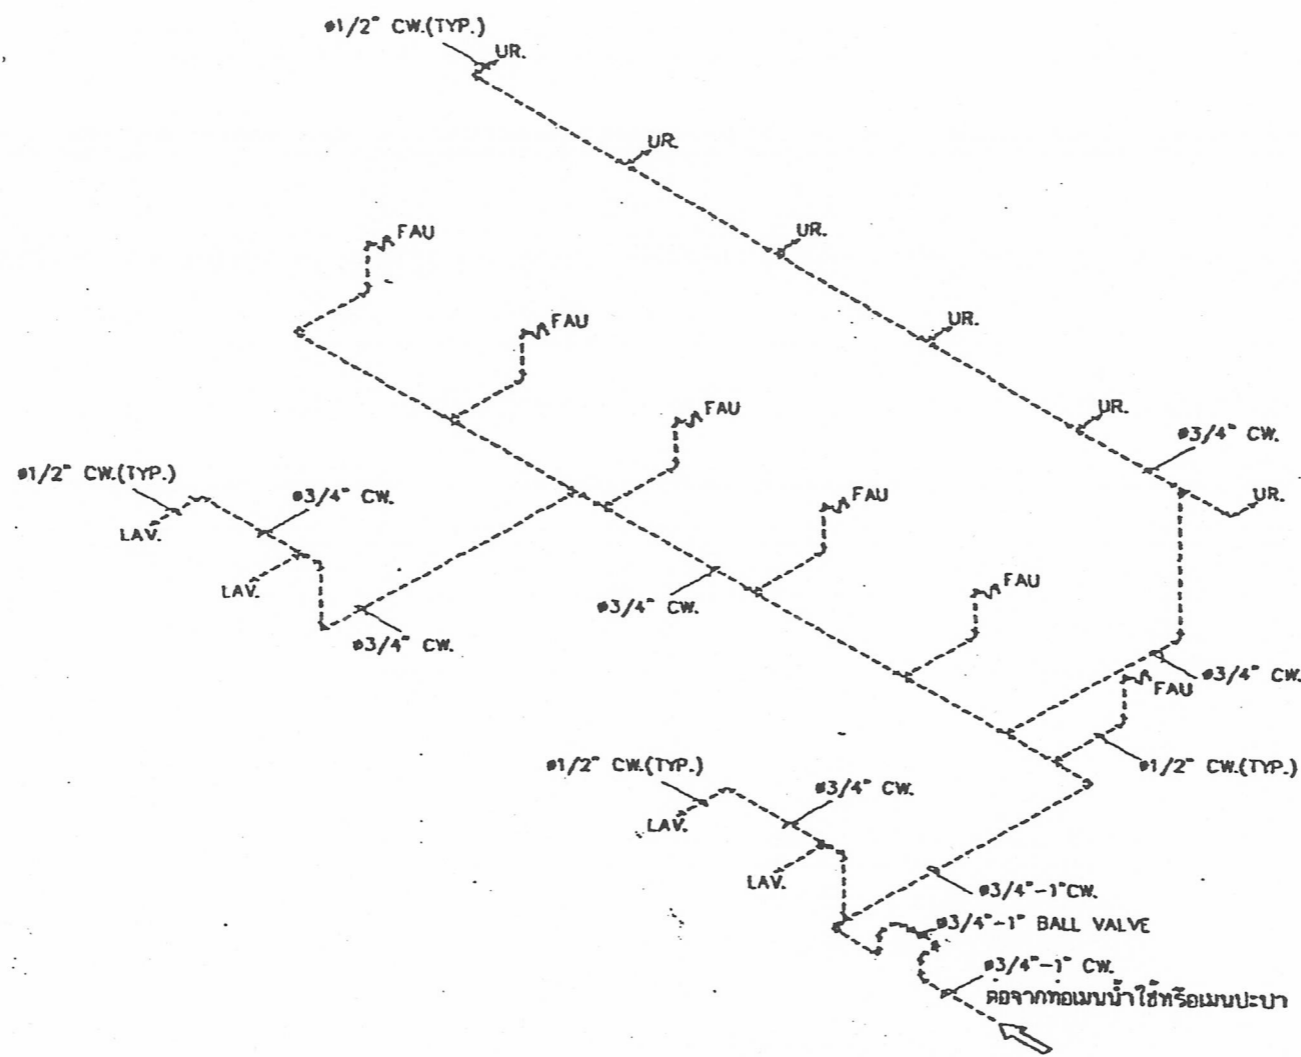 ø1/2" CW.(TYP.)
UR.
UR.
UR.
FAU
FAU
UR.
FAU
UR.
ø3/4" CW.
ø1/2" CW.(TYP.)
ø3/4" CW.
FAU
UR.
LAV.
LAV.
ø3/4" CW.
FAU
ø3/4" CW.
ø3/4" CW.
FAU
ø1/2" CW.(TYP.)
ø1/2" CW.(TYP.)
ø3/4" CW.
LAV.
LAV.
ø3/4"-1"CW.
ø3/4"-1" BALL VALVE
ø3/4"-1" CW.
ต่อจากท่อเมนน้ำใช้หรือเมนปะปา